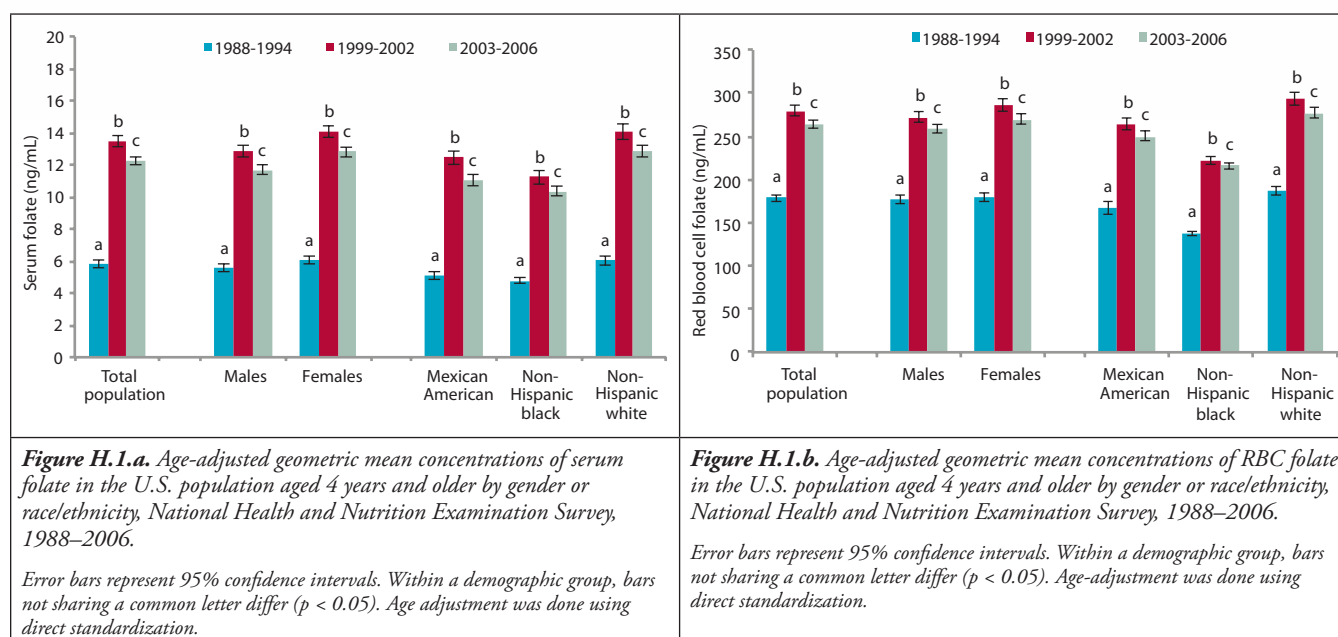 20
18
16
14
12
10
8
6
4
2
0
Serum folate (ng/mL)
1988-1994 1999-2002 2003-2006
a b c
a b c
a b c
a b c
a b c
a b c
Total
population
Males
Females
Mexican
American
Non-
Hispanic
black
Non-
Hispanic
white
Figure H.1.a. Age-adjusted geometric mean concentrations of serum
folate in the U.S. population aged 4 years and older by gender or
race/ethnicity, National Health and Nutrition Examination Survey,
1988–2006.
Error bars represent 95% confidence intervals. Within a demographic group, bars
not sharing a common letter differ (p < 0.05). Age adjustment was done using
direct standardization.
350
300
250
200
150
100
50
0
Red blood cell folate (ng/mL)
1988-1994 1999-2002 2003-2006
a b c
a b c
a b c
a b c
a b c
a b c
Total
population
Males
Females
Mexican
American
Non-
Hispanic
black
Non-
Hispanic
white
Figure H.1.b. Age-adjusted geometric mean concentrations of RBC folate
in the U.S. population aged 4 years and older by gender or race/ethnicity,
National Health and Nutrition Examination Survey, 1988–2006.
Error bars represent 95% confidence intervals. Within a demographic group, bars
not sharing a common letter differ (p < 0.05). Age-adjustment was done using
direct standardization.